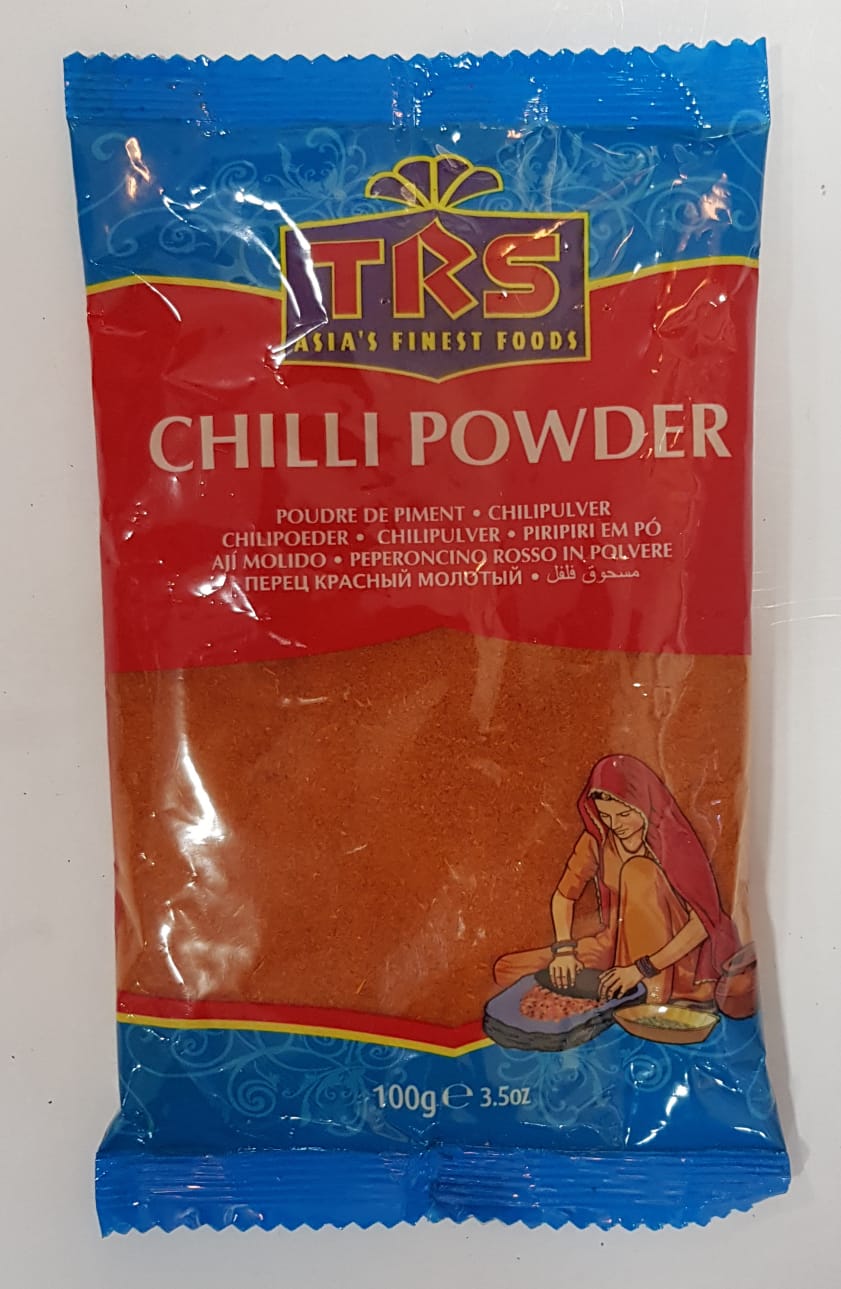 TRS
ASIA'S FINEST FOODS
CHILLI POWDER
POUDRE DE PIMENT • CHILIPULVER
CHILIPOEDER • CHILIPULVER • PIRIPIRI EM PÓ
AJÍ MOLIDO • PEPERONCINO ROSSO IN POLVERE
ПЕРЕЦ КРАСНЫЙ МОЛОТЫЙ • مسحوق فلفل
100g ℮ 3.5oz